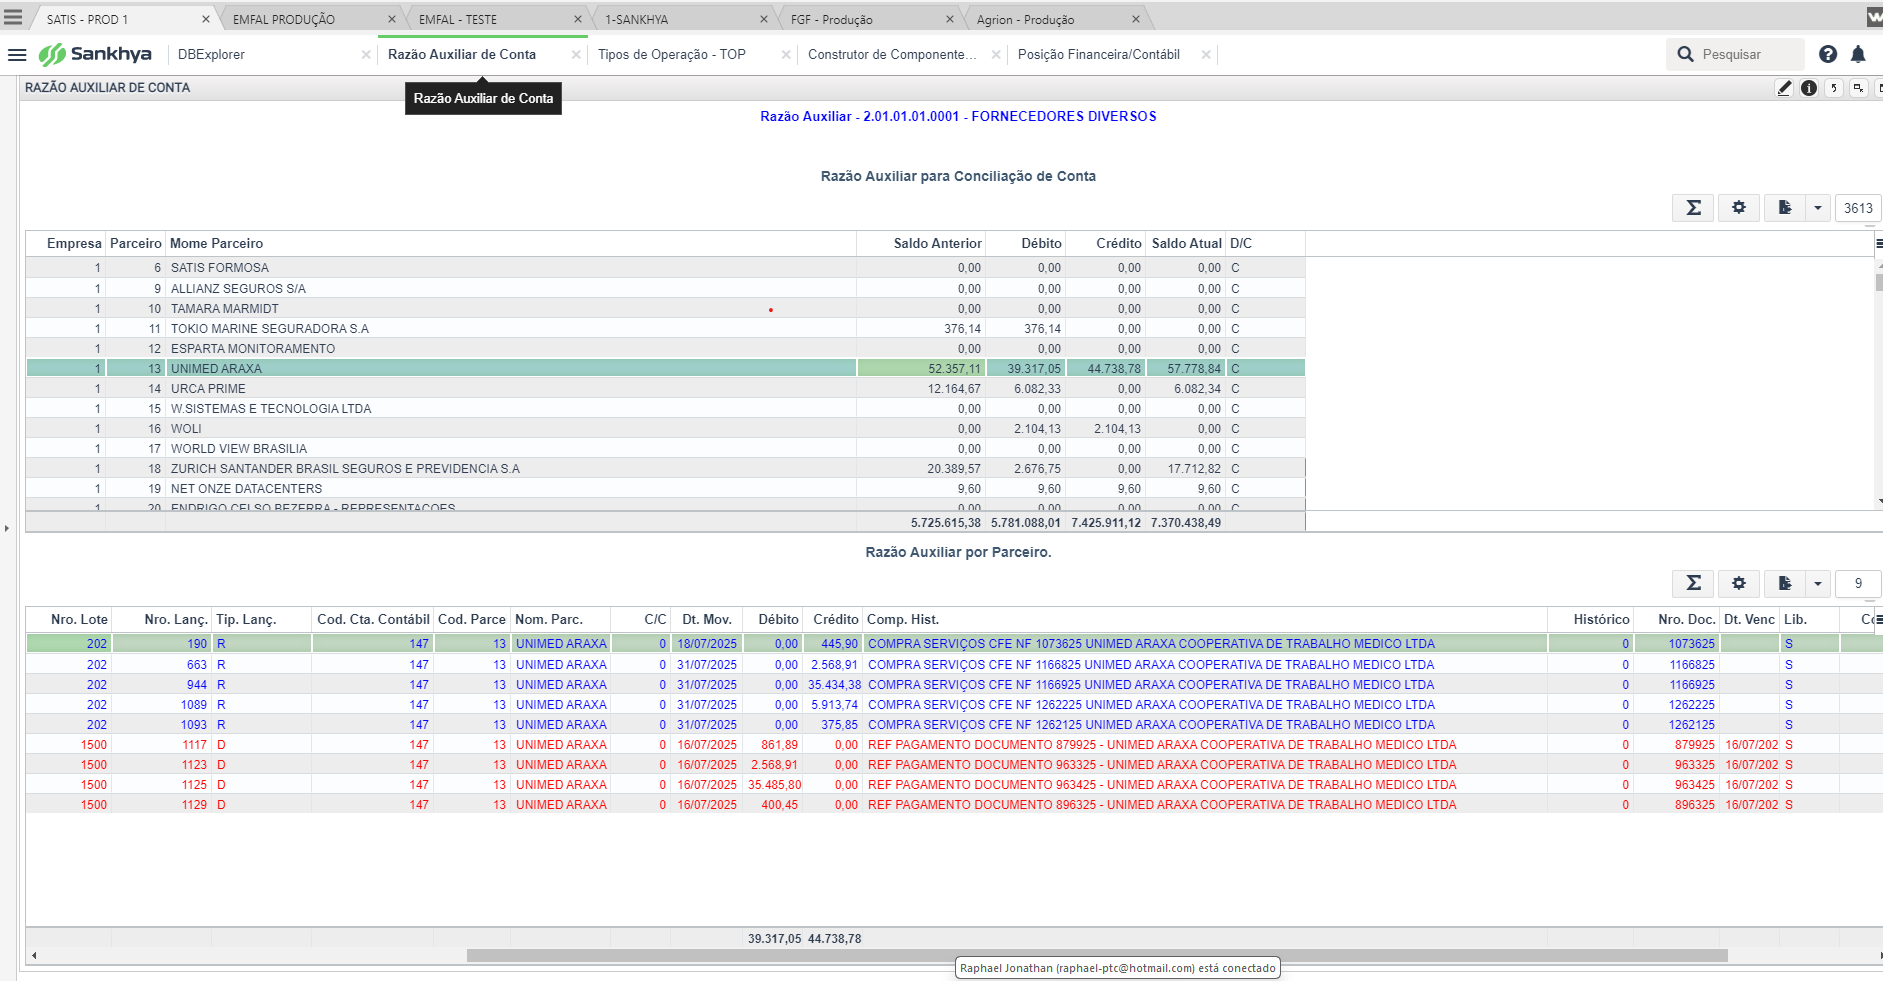 SATIS - PROD 1 EMFAL PRODUÇÃO EMFAL - TESTE 1-SANKHYA FGF - Produção Agrion - Produção
Sankhya DBExplorer Razão Auxiliar de Conta Tipos de Operação - TOP Construtor de Componente... Posição Financeira/Contábil Pesquisar
RAZÃO AUXILIAR DE CONTA
Razão Auxiliar de Conta
Razão Auxiliar - 2.01.01.01.0001 - FORNECEDORES DIVERSOS
Razão Auxiliar para Conciliação de Conta
3613
Empresa Parceiro Mome Parceiro Saldo Anterior Débito Crédito Saldo Atual D/C
1 6 SATIS FORMOSA 0,00 0,00 0,00 0,00 C
1 9 ALLIANZ SEGUROS S/A 0,00 0,00 0,00 0,00 C
1 10 TAMARA MARMIDT 0,00 0,00 0,00 0,00 C
1 11 TOKIO MARINE SEGURADORA S.A 376,14 376,14 0,00 0,00 C
1 12 ESPARTA MONITORAMENTO 0,00 0,00 0,00 0,00 C
1 13 UNIMED ARAXA 52.357,11 39.317,05 44.738,78 57.778,84 C
1 14 URCA PRIME 12.164,67 6.082,33 0,00 6.082,34 C
1 15 W.SISTEMAS E TECNOLOGIA LTDA 0,00 0,00 0,00 0,00 C
1 16 WOLI 0,00 2.104,13 2.104,13 0,00 C
1 17 WORLD VIEW BRASILIA 0,00 0,00 0,00 0,00 C
1 18 ZURICH SANTANDER BRASIL SEGUROS E PREVIDENCIA S.A 20.389,57 2.676,75 0,00 17.712,82 C
1 19 NET ONZE DATACENTERS 9,60 9,60 9,60 9,60 C
1 20 ENDRIGO CELSO BEZERRA - REPRESENTACOES 0,00 0,00 0,00 0,00 C
5.725.615,38 5.781.088,01 7.425.911,12 7.370.438,49
Razão Auxiliar por Parceiro.
9
Nro. Lote Nro. Lanç. Tip. Lanç. Cod. Cta. Contábil Cod. Parce Nom. Parc. C/C Dt. Mov. Débito Crédito Comp. Hist. Histórico Nro. Doc. Dt. Venc Lib.
202 190 R 147 13 UNIMED ARAXA 0 18/07/2025 0,00 445,90 COMPRA SERVIÇOS CFE NF 1073625 UNIMED ARAXA COOPERATIVA DE TRABALHO MEDICO LTDA 0 1073625 S
202 663 R 147 13 UNIMED ARAXA 0 31/07/2025 0,00 2.568,91 COMPRA SERVIÇOS CFE NF 1166825 UNIMED ARAXA COOPERATIVA DE TRABALHO MEDICO LTDA 0 1166825 S
202 944 R 147 13 UNIMED ARAXA 0 31/07/2025 0,00 35.434,38 COMPRA SERVIÇOS CFE NF 1166925 UNIMED ARAXA COOPERATIVA DE TRABALHO MEDICO LTDA 0 1166925 S
202 1089 R 147 13 UNIMED ARAXA 0 31/07/2025 0,00 5.913,74 COMPRA SERVIÇOS CFE NF 1262225 UNIMED ARAXA COOPERATIVA DE TRABALHO MEDICO LTDA 0 1262225 S
202 1093 R 147 13 UNIMED ARAXA 0 31/07/2025 0,00 375,85 COMPRA SERVIÇOS CFE NF 1262125 UNIMED ARAXA COOPERATIVA DE TRABALHO MEDICO LTDA 0 1262125 S
1500 1117 D 147 13 UNIMED ARAXA 0 16/07/2025 861,89 0,00 REF PAGAMENTO DOCUMENTO 879925 - UNIMED ARAXA COOPERATIVA DE TRABALHO MEDICO LTDA 0 879925 16/07/202 S
1500 1123 D 147 13 UNIMED ARAXA 0 16/07/2025 2.568,91 0,00 REF PAGAMENTO DOCUMENTO 963325 - UNIMED ARAXA COOPERATIVA DE TRABALHO MEDICO LTDA 0 963325 16/07/202 S
1500 1125 D 147 13 UNIMED ARAXA 0 16/07/2025 35.485,80 0,00 REF PAGAMENTO DOCUMENTO 963425 - UNIMED ARAXA COOPERATIVA DE TRABALHO MEDICO LTDA 0 963425 16/07/202 S
1500 1129 D 147 13 UNIMED ARAXA 0 16/07/2025 400,45 0,00 REF PAGAMENTO DOCUMENTO 896325 - UNIMED ARAXA COOPERATIVA DE TRABALHO MEDICO LTDA 0 896325 16/07/202 S
39.317,05 44.738,78
Raphael Jonathan (raphael-ptc@hotmail.com) está conectado